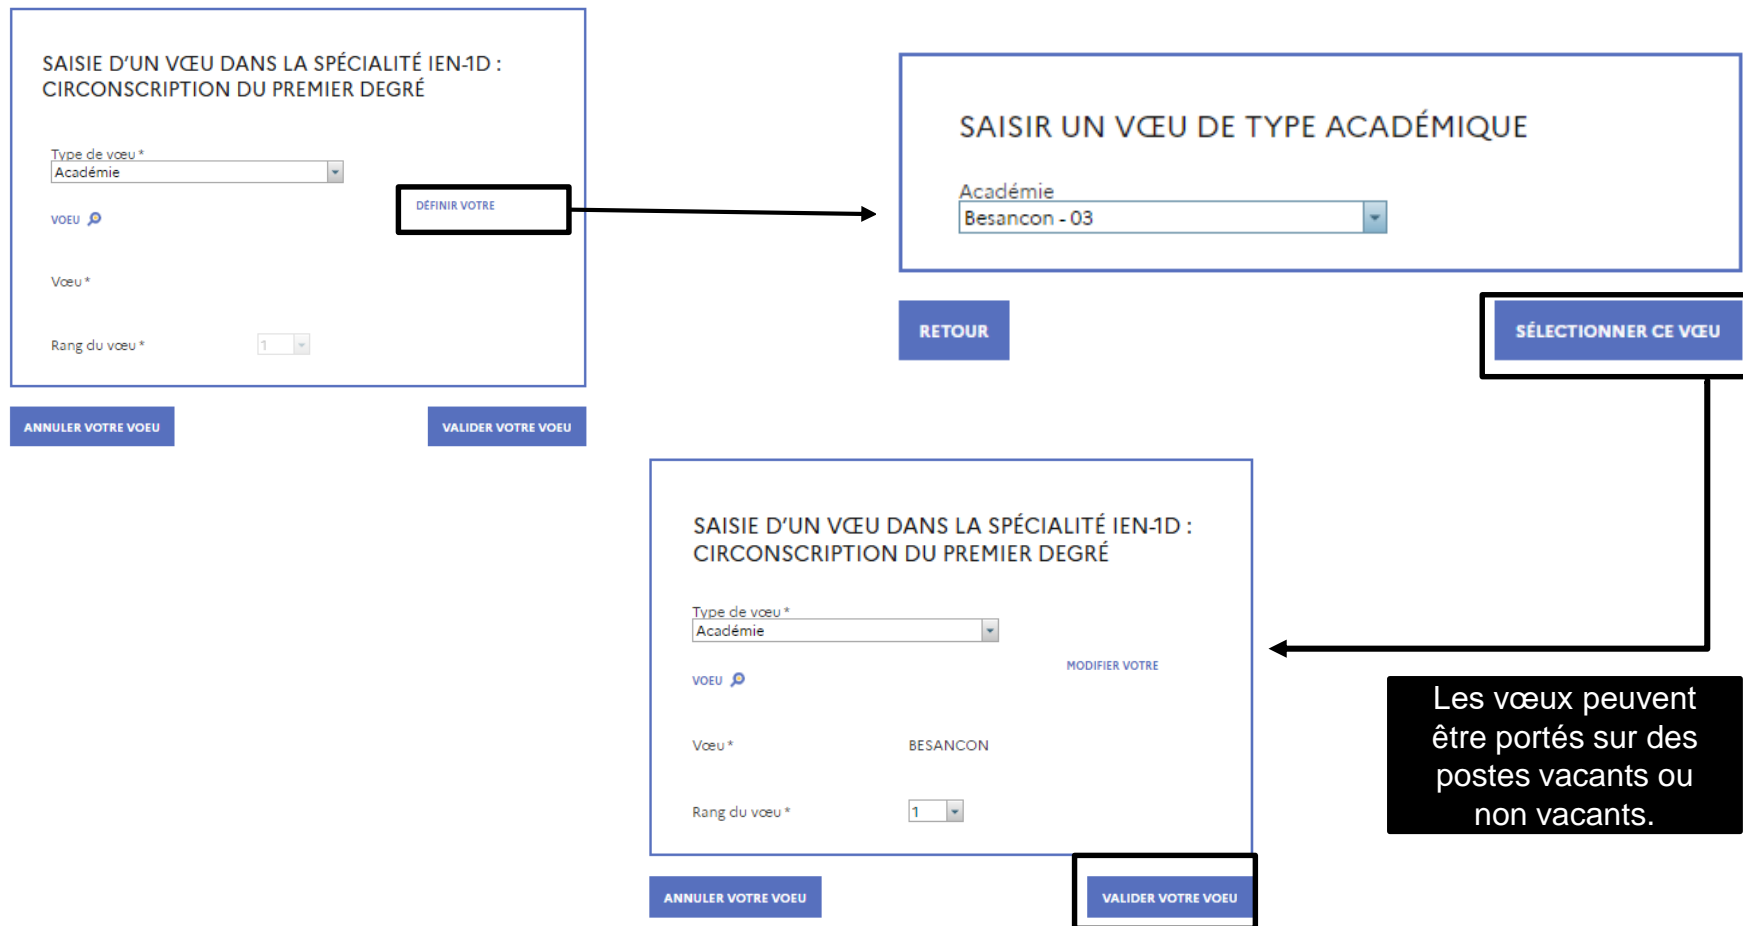 SAISIE D'UN VŒU DANS LA SPÉCIALITÉ IEN-1D :
CIRCONSCRIPTION DU PREMIER DEGRÉ
Type de vœu *
Académie
DÉFINIR VOTRE
VOEU
Vœu *
Rang du vœu *
1
ANNULER VOTRE VOEU
VALIDER VOTRE VOEU
SAISIR UN VŒU DE TYPE ACADÉMIQUE
Académie
Besancon - 03
RETOUR
SÉLECTIONNER CE VŒU
SAISIE D'UN VŒU DANS LA SPÉCIALITÉ IEN-1D :
CIRCONSCRIPTION DU PREMIER DEGRÉ
Type de vœu *
Académie
MODIFIER VOTRE
VOEU
Vœu *
BESANCON
Rang du vœu *
1
ANNULER VOTRE VOEU
VALIDER VOTRE VOEU
Les vœux peuvent
être portés sur des
postes vacants ou
non vacants.